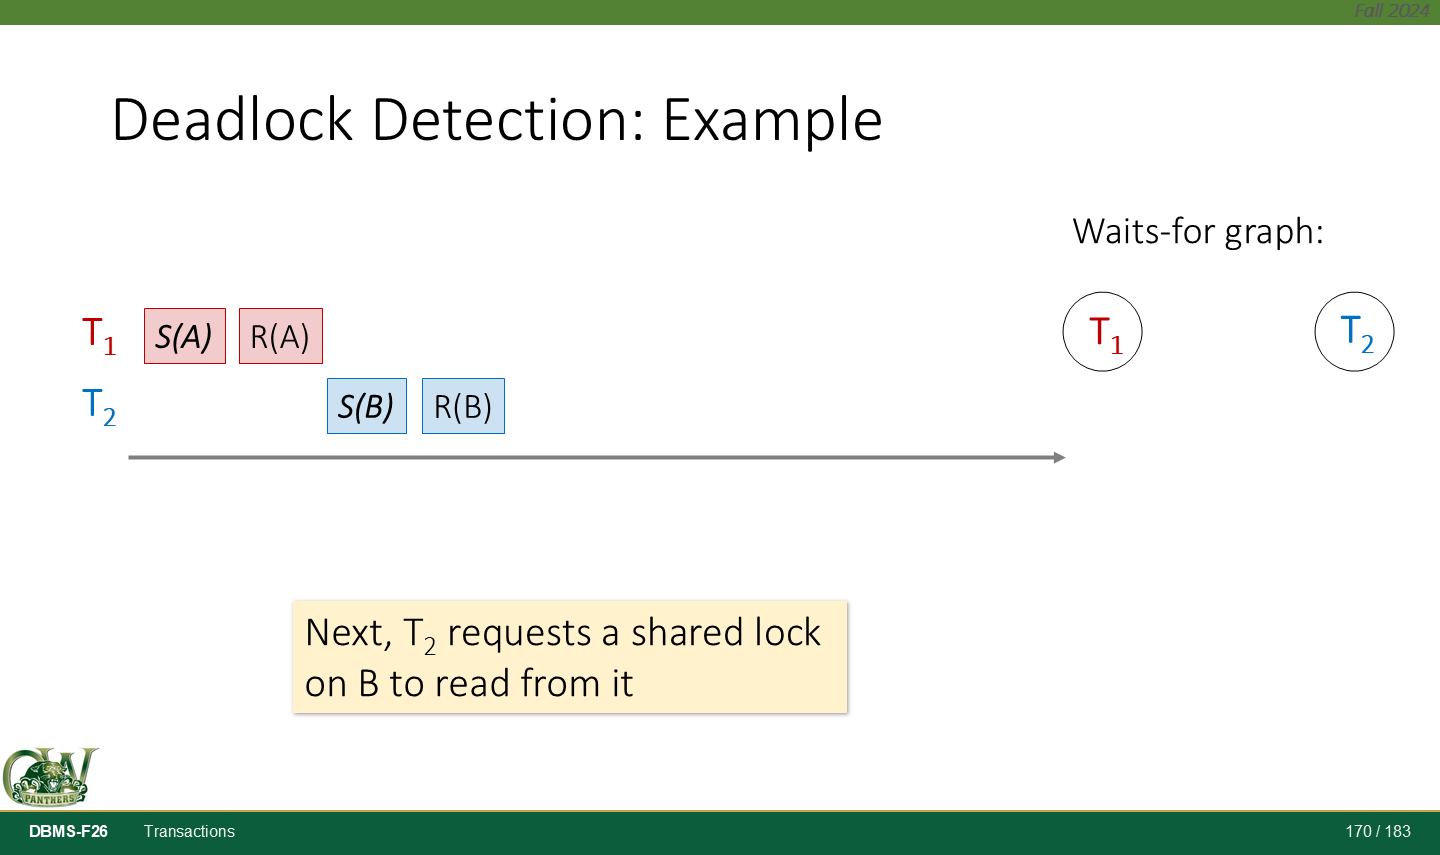 Fall 2024
Deadlock Detection: Example
Waits-for graph:
T1 S(A) R(A)
T1 T2
T2 S(B) R(B)
Next, T2 requests a shared lock
on B to read from it
OW
PANTHERS
DBMS-F26 Transactions 170 / 183